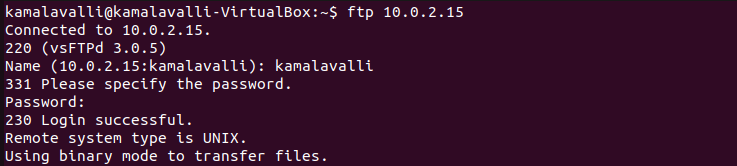 kamalavalli@kamalavalli-VirtualBox:~$ ftp 10.0.2.15
Connected to 10.0.2.15.
220 (vsFTPd 3.0.5)
Name (10.0.2.15:kamalavalli): kamalavalli
331 Please specify the password.
Password:
230 Login successful.
Remote system type is UNIX.
Using binary mode to transfer files.